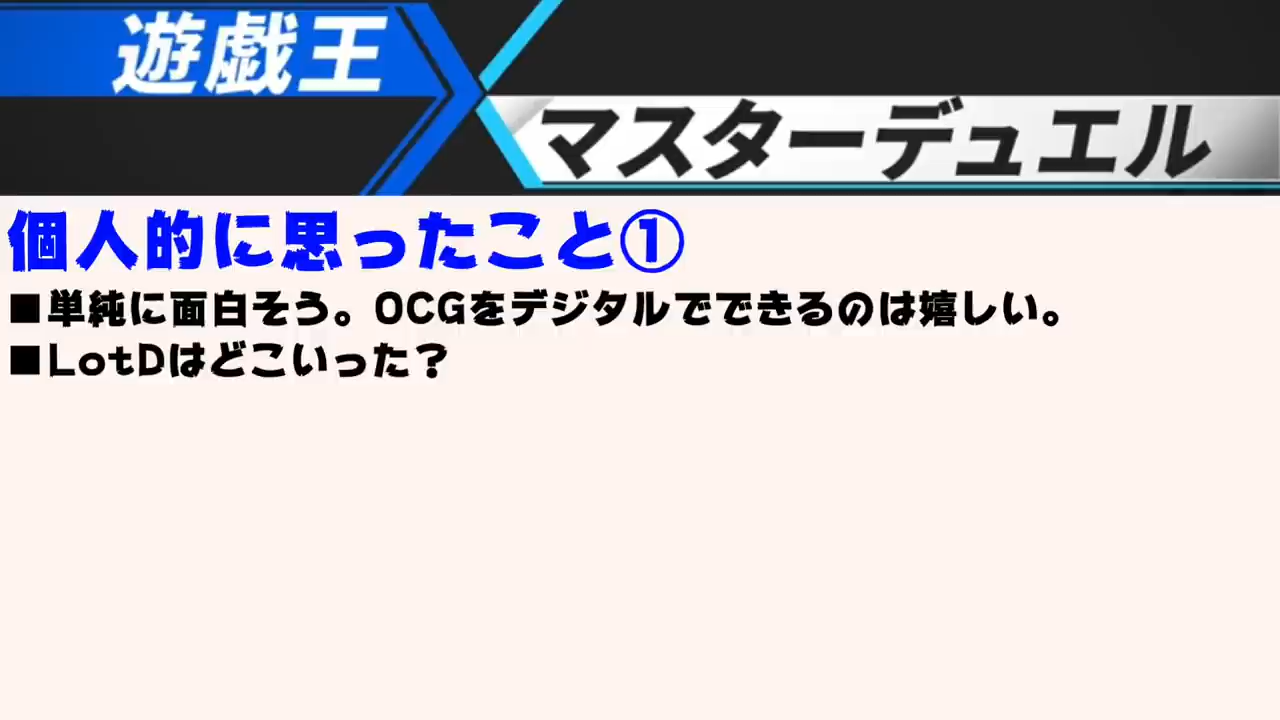 遊戯王
マスターデュエル
個人的に思ったこと①
■単純に面白そう。OCGをデジタルでできるのは嬉しい。
■LotDはどこいった？